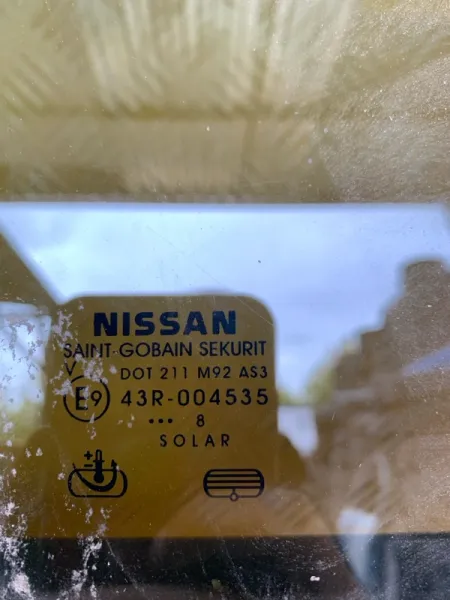 NISSAN
SAINT-GOBAIN SEKURIT
V DOT 211 M92 AS3
E9 43R-004535
••• 8
SOLAR
+
-